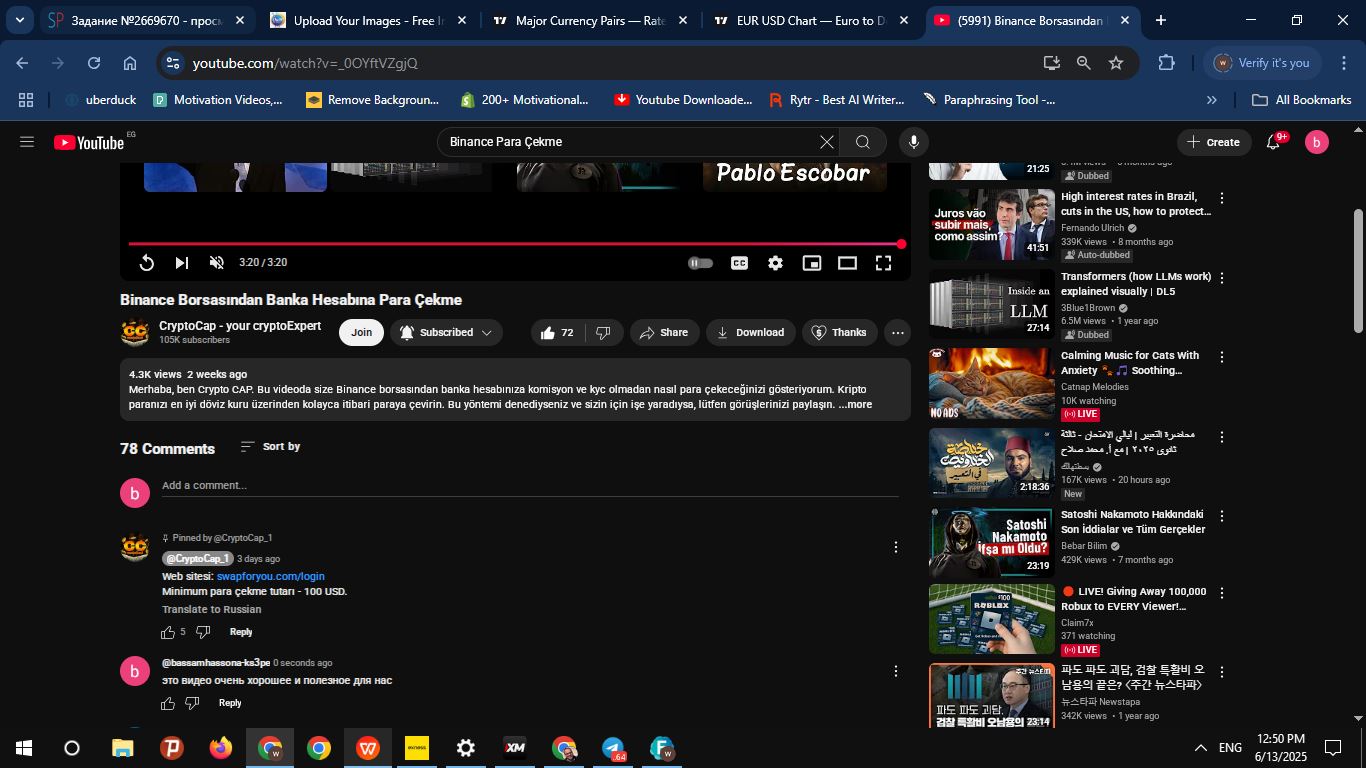 Задание №2669670 - просм
Upload Your Images - Free Im
Major Currency Pairs — Rate
EUR USD Chart — Euro to D
(5991) Binance Borsasından
youtube.com/watch?v=_0OYftVZgjQ
Verify it's you
uberduck
Motivation Videos,...
Remove Backgroun...
200+ Motivational...
Youtube Downloade...
Rytr - Best AI Writer...
Paraphrasing Tool -...
All Bookmarks
YouTube EG
Binance Para Çekme
Create
9+
b
Pablo Escobar
3:20 / 3:20
CC
Binance Borsasından Banka Hesabına Para Çekme
CryptoCap - your cryptoExpert
105K subscribers
Join
Subscribed
72
Share
Download
Thanks
4.3K views 2 weeks ago
Merhaba, ben Crypto CAP. Bu videoda size Binance borsasından banka hesabınıza komisyon ve kyc olmadan nasıl para çekeceğinizi gösteriyorum. Kripto
paranızı en iyi döviz kuru üzerinden kolayca itibari paraya çevirin. Bu yöntemi denediyseniz ve sizin için işe yaradıysa, lütfen görüşlerinizi paylaşın. ...more
78 Comments
Sort by
b
Add a comment...
Pinned by @CryptoCap_1
@CryptoCap_1 3 days ago
Web sitesi: swapforyou.com/login
Minimum para çekme tutarı - 100 USD.
Translate to Russian
5
Reply
b
@bassamhassona-ks3pe 0 seconds ago
это видео очень хорошее и полезное для нас
Reply
21:25
Dubbed
Juros vão
subir mais,
como assim?
41:51
High interest rates in Brazil,
cuts in the US, how to protect...
Fernando Ulrich
339K views • 8 months ago
Auto-dubbed
Inside an
LLM
27:14
Transformers (how LLMs work)
explained visually | DL5
3Blue1Brown
6.5M views • 1 year ago
Dubbed
NO ADS
Calming Music for Cats With
Anxiety 🐾🎵 Soothing...
Catnap Melodies
10K watching
LIVE
2:18:36
محاضرة التعبير | ليالي الامتحان - ثالثة
ثانوي ٢٠٢٥ | مع أ. محمد صلاح
167K views • 20 hours ago
New
Satoshi
Nakamoto
İfşa mı Oldu?
23:19
Satoshi Nakamoto Hakkındaki
Son İddialar ve Tüm Gerçekler
Bebar Bilim
429K views • 7 months ago
£100
ROBLOX
🔴 LIVE! Giving Away 100,000
Robux to EVERY Viewer!...
Claim7x
371 watching
LIVE
파도 파도 괴담,
검찰 특활비 오남용의
23:14
파도 파도 괴담, 검찰 특활비 오
남용의 끝은? <주간 뉴스타파>
뉴스타파 Newstapa
342K views • 1 year ago
exness
XM
.64
ENG
12:50 PM
6/13/2025